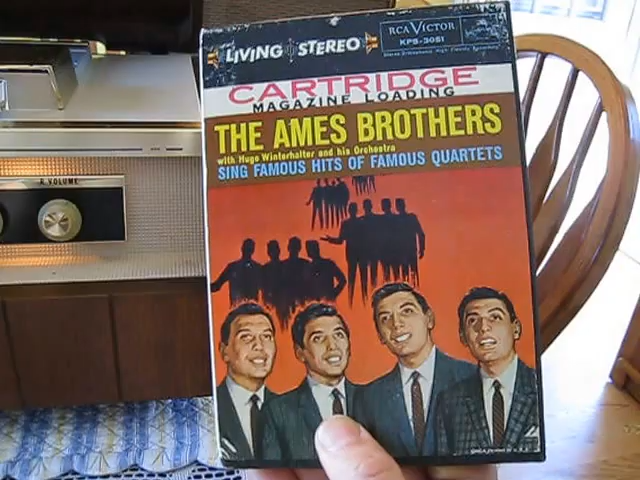 LIVING STEREO
RCA VICTOR
KPS-3051
CARTRIDGE
MAGAZINE LOADING
THE AMES BROTHERS
with Hugo Winterhalter and his Orchestra
SING FAMOUS HITS OF FAMOUS QUARTETS
VOLUME